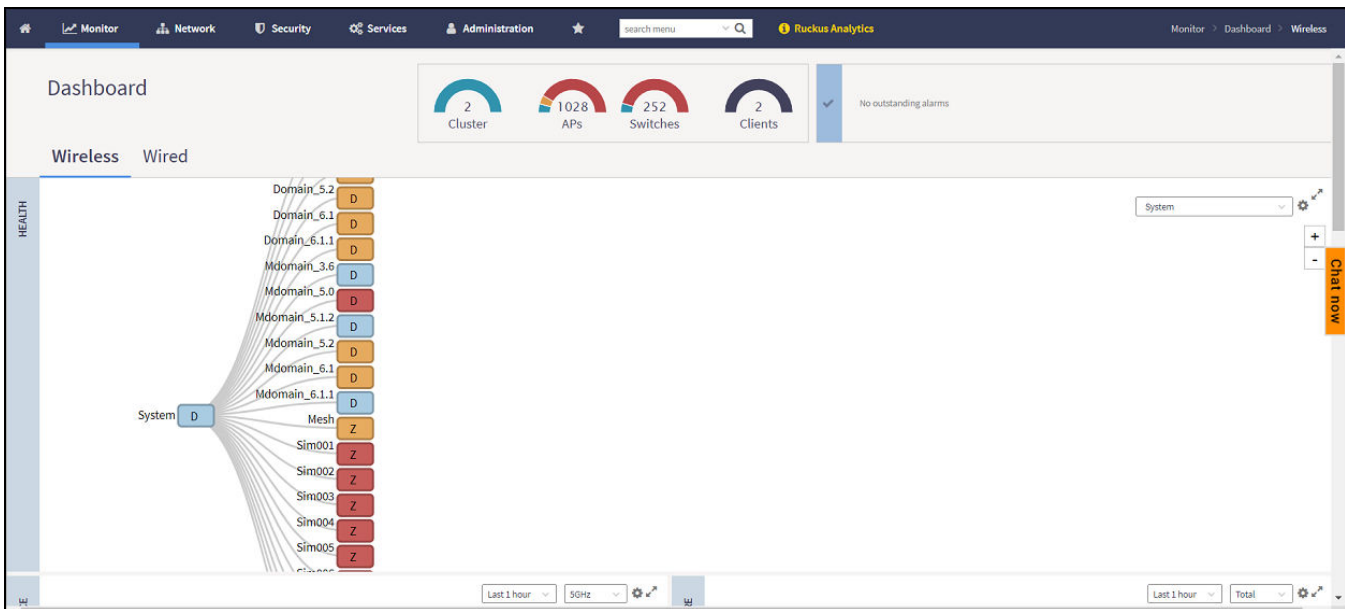 Monitor Network Security Services Administration search menu Ruckus Analytics Monitor > Dashboard > Wireless
Dashboard
2
Cluster
1028
APs
252
Switches
2
Clients
No outstanding alarms
Wireless Wired
HEALTH
System
+
-
Chat now
Domain_5.2 D
Domain_6.1 D
Domain_6.1.1 D
Mdomain_3.6 D
Mdomain_5.0 D
Mdomain_5.1.2 D
Mdomain_5.2 D
Mdomain_6.1 D
Mdomain_6.1.1 D
System D
Mesh Z
Sim001 Z
Sim002 Z
Sim003 Z
Sim004 Z
Sim005 Z
Last 1 hour 5GHz
Last 1 hour Total